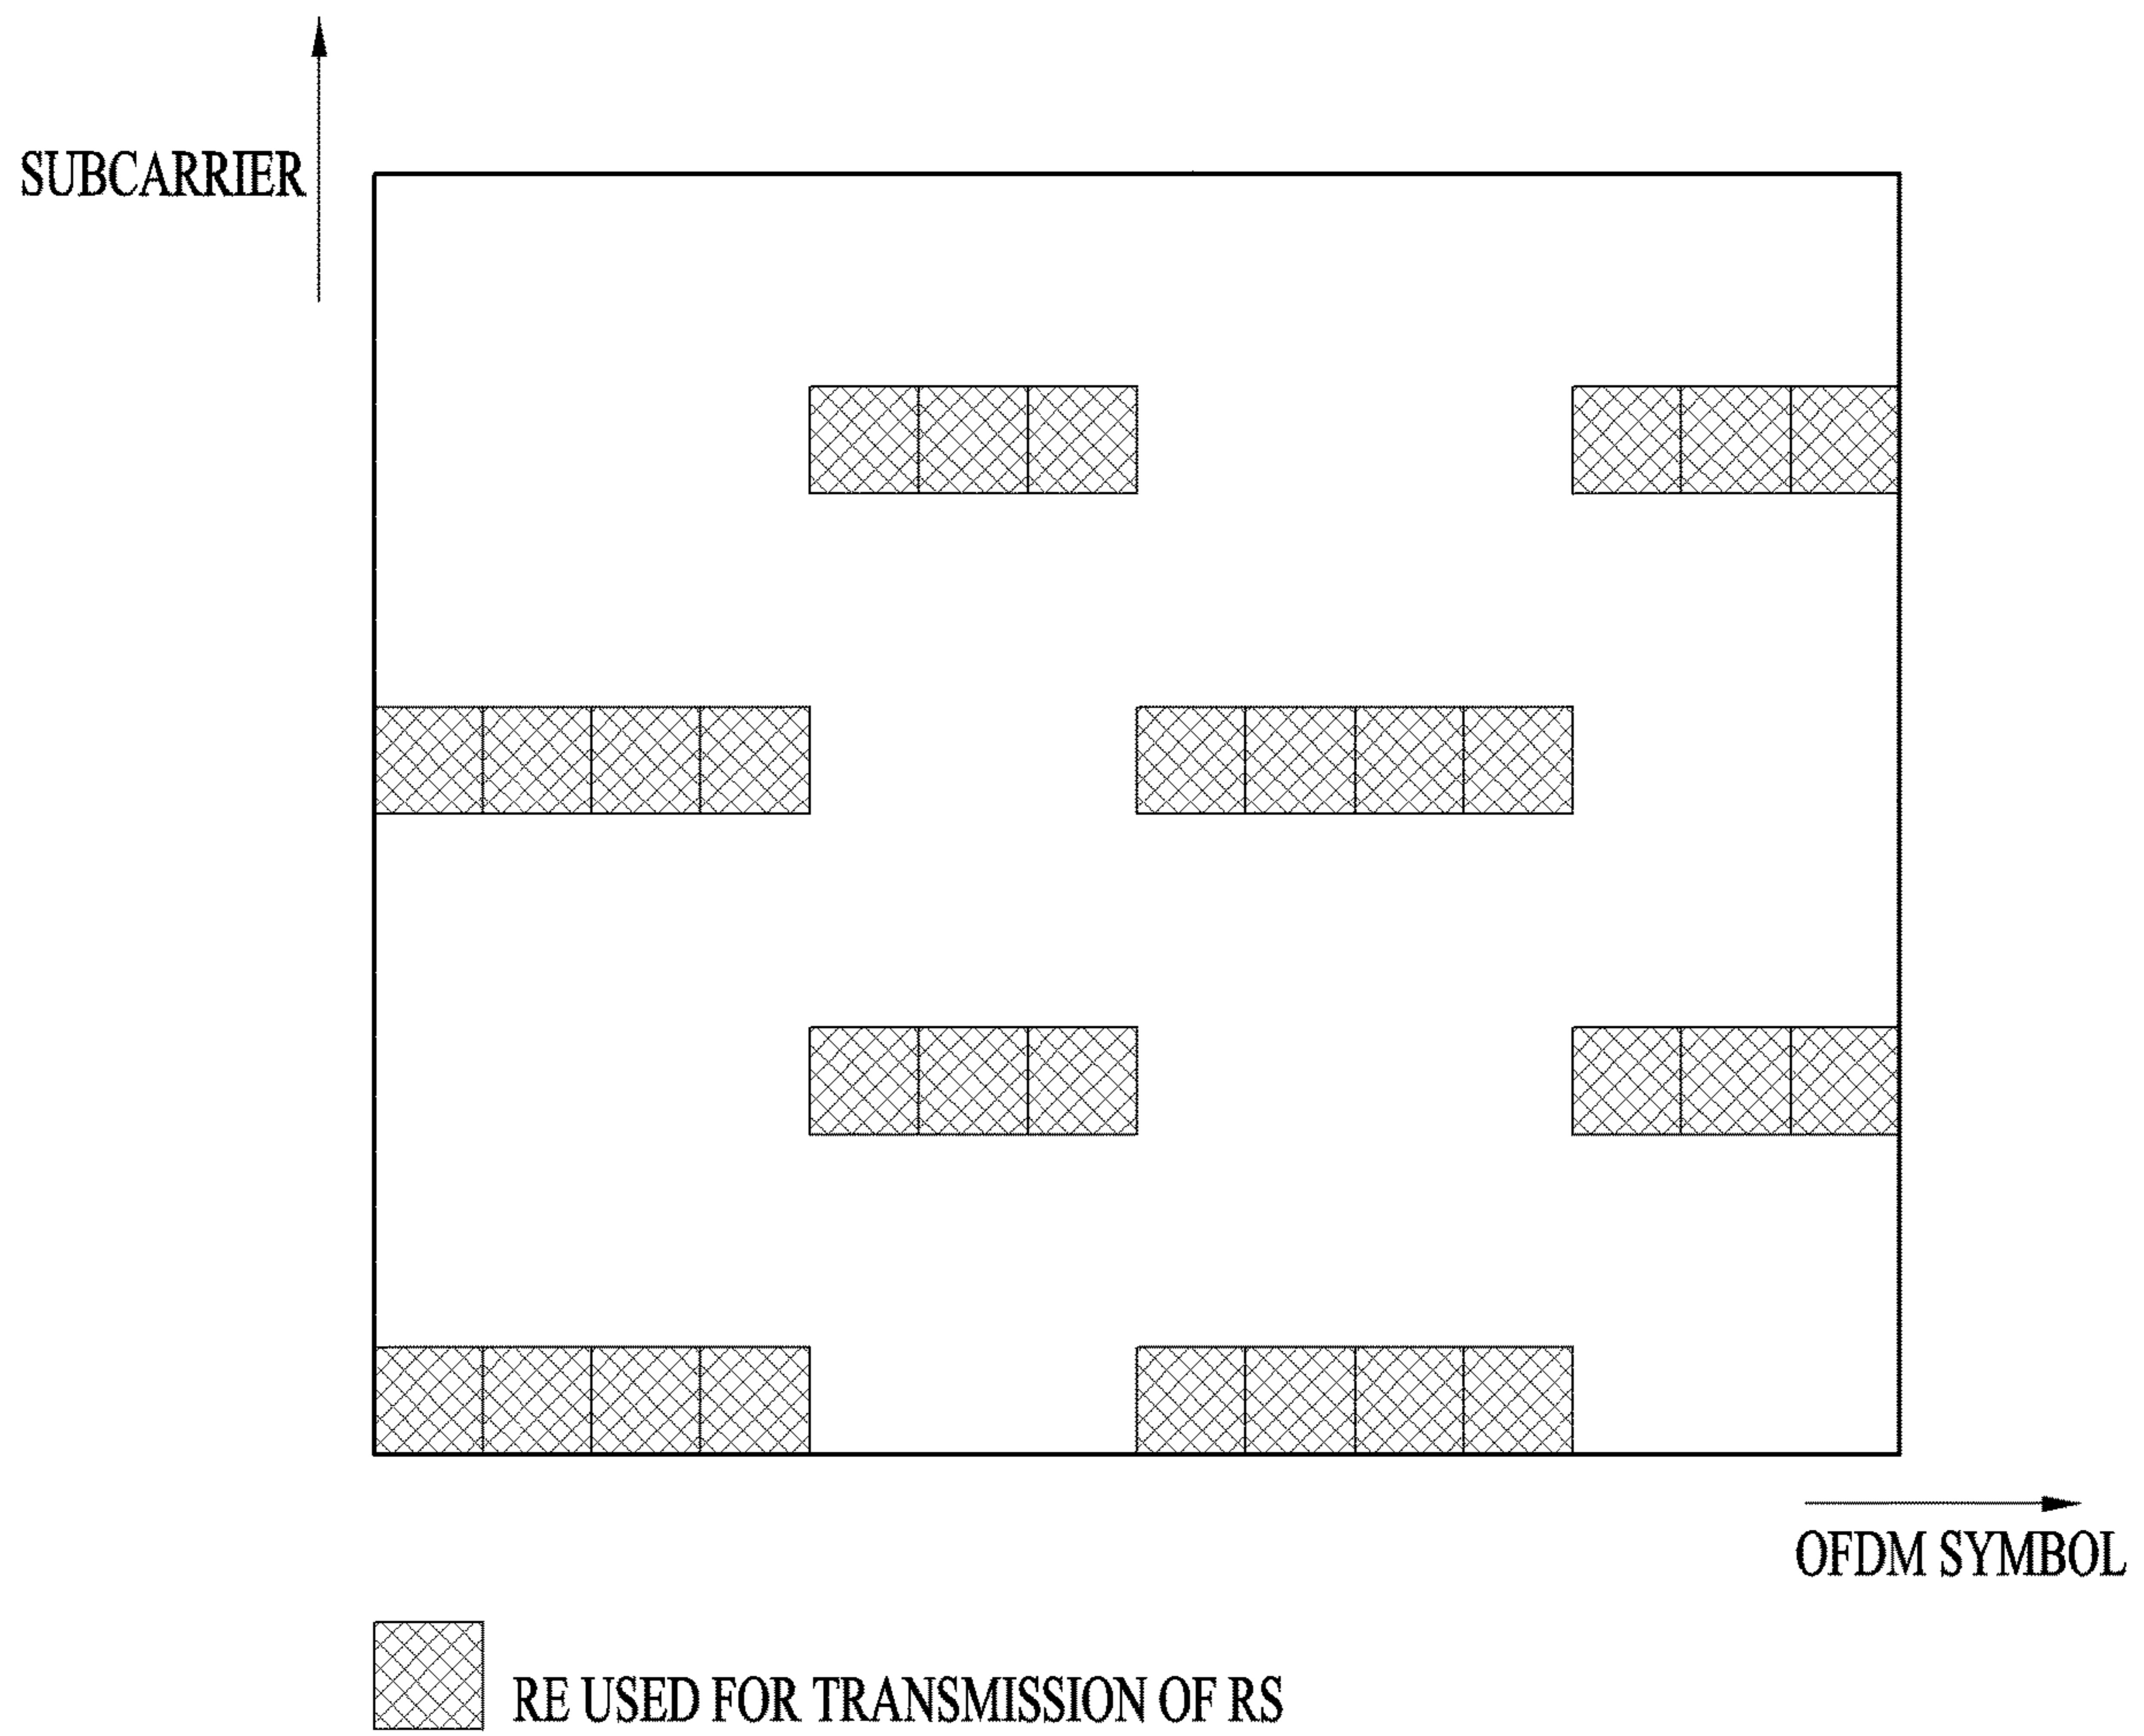 SUBCARRIER
OFDM SYMBOL
RE USED FOR TRANSMISSION OF RS